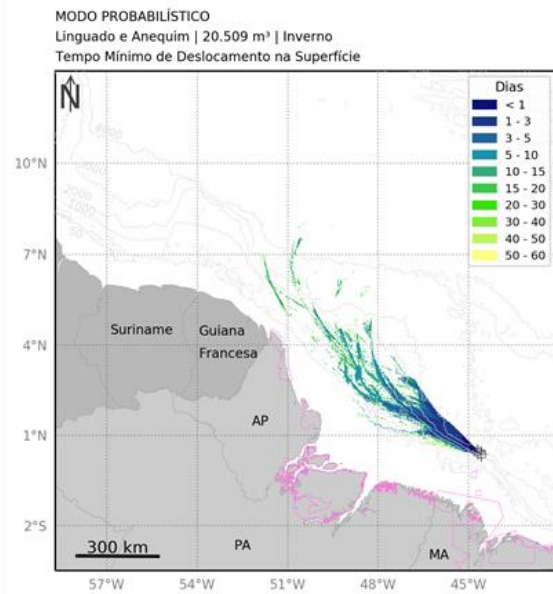 MODO PROBABILÍSTICO
Linguado e Anequim | 20.509 m³ | Inverno
Tempo Mínimo de Deslocamento na Superfície
N
Dias
< 1
1 - 3
3 - 5
5 - 10
10 - 15
15 - 20
20 - 30
30 - 40
40 - 50
50 - 60
10°N
7°N
4°N
1°N
2°S
Suriname
Guiana
Francesa
AP
PA
MA
300 km
57°W
54°W
51°W
48°W
45°W